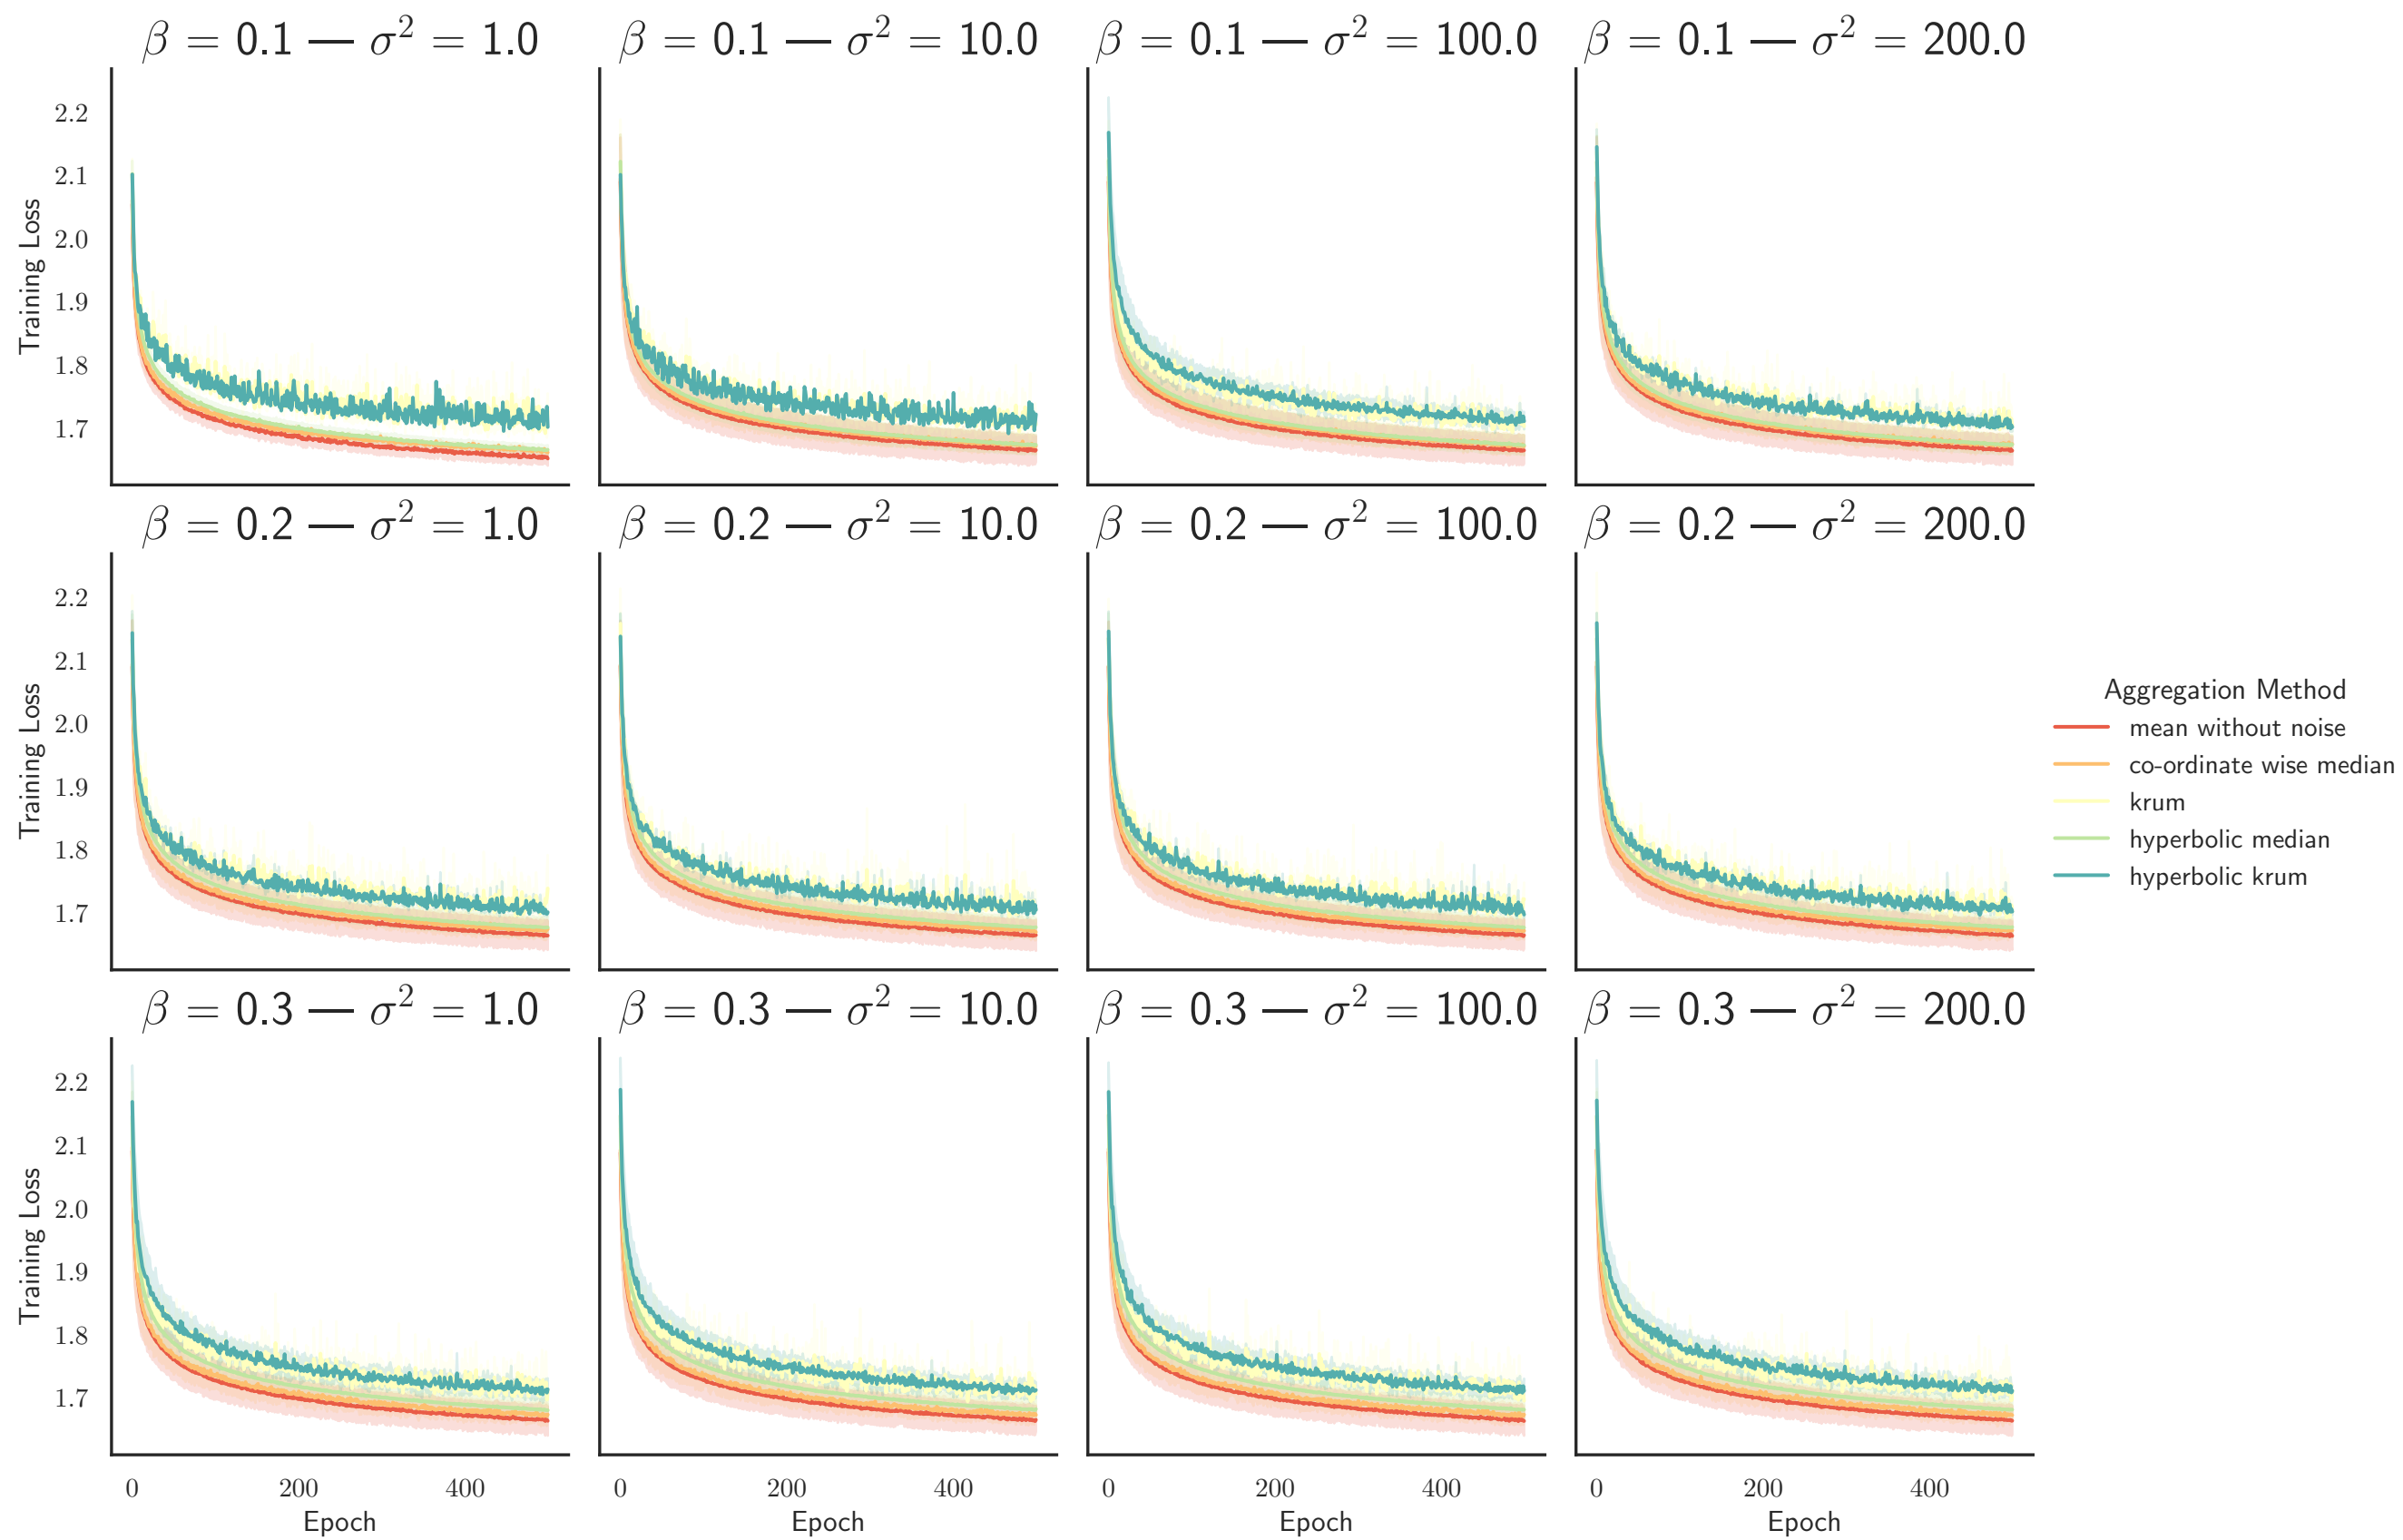 β = 0.1 — σ² = 1.0
β = 0.1 — σ² = 10.0
β = 0.1 — σ² = 100.0
β = 0.1 — σ² = 200.0
2.2
2.1
2.0
1.9
1.8
1.7
Training Loss
β = 0.2 — σ² = 1.0
β = 0.2 — σ² = 10.0
β = 0.2 — σ² = 100.0
β = 0.2 — σ² = 200.0
2.2
2.1
2.0
1.9
1.8
1.7
Training Loss
Aggregation Method
mean without noise
co-ordinate wise median
krum
hyperbolic median
hyperbolic krum
β = 0.3 — σ² = 1.0
β = 0.3 — σ² = 10.0
β = 0.3 — σ² = 100.0
β = 0.3 — σ² = 200.0
2.2
2.1
2.0
1.9
1.8
1.7
Training Loss
0 200 400
0 200 400
0 200 400
0 200 400
Epoch
Epoch
Epoch
Epoch